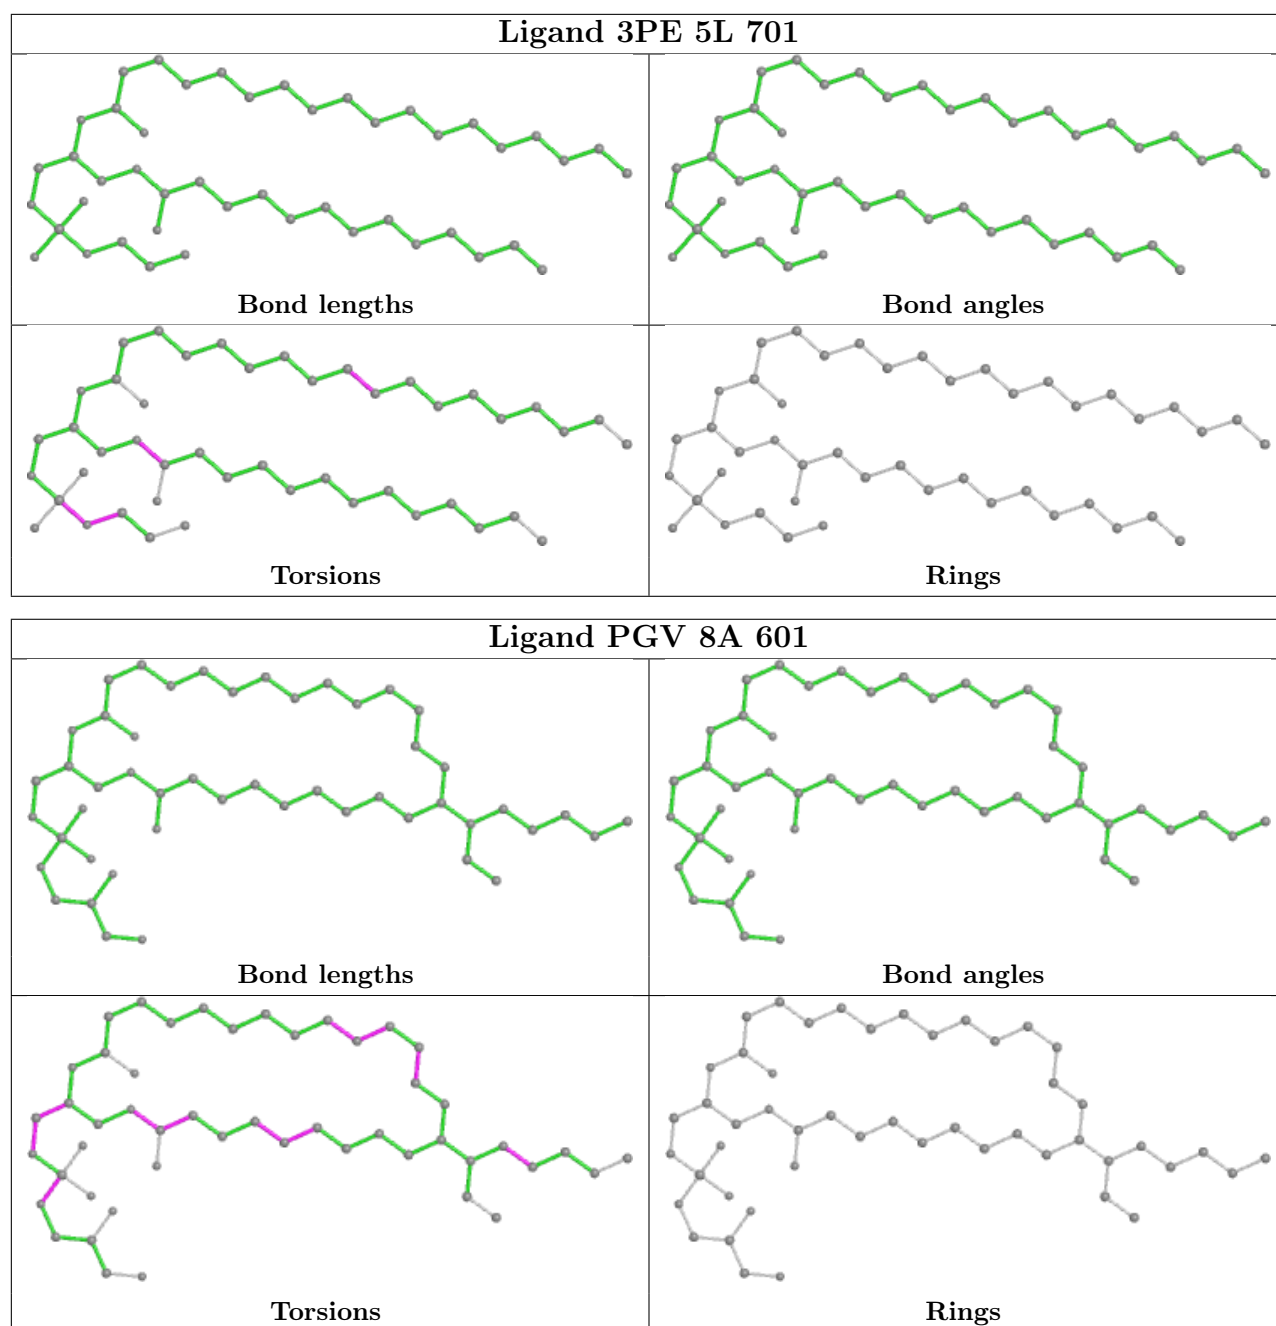 Ligand 3PE 5L 701
Bond lengths
Bond angles
Torsions
Rings
Ligand PGV 8A 601
Bond lengths
Bond angles
Torsions
Rings